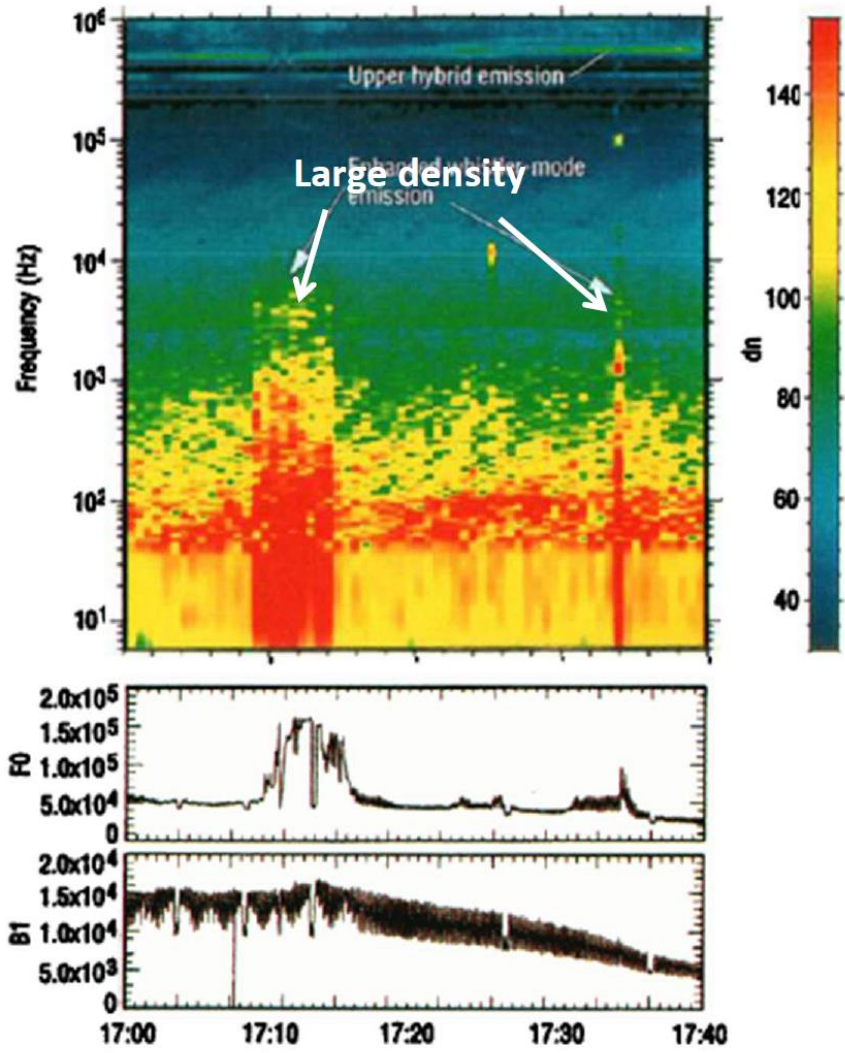 10⁶
Upper hybrid emission
140
10⁵
Enhanced whistler-mode
Large density
emission
120
Frequency (Hz)
10⁴
100
dn
10³
80
10²
60
40
10¹
2.0x10⁵
1.5x10⁵
F0
1.0x10⁵
5.0x10⁴
0
2.0x10⁴
1.5x10⁴
B1
1.0x10⁴
5.0x10³
0
17:00 17:10 17:20 17:30 17:40